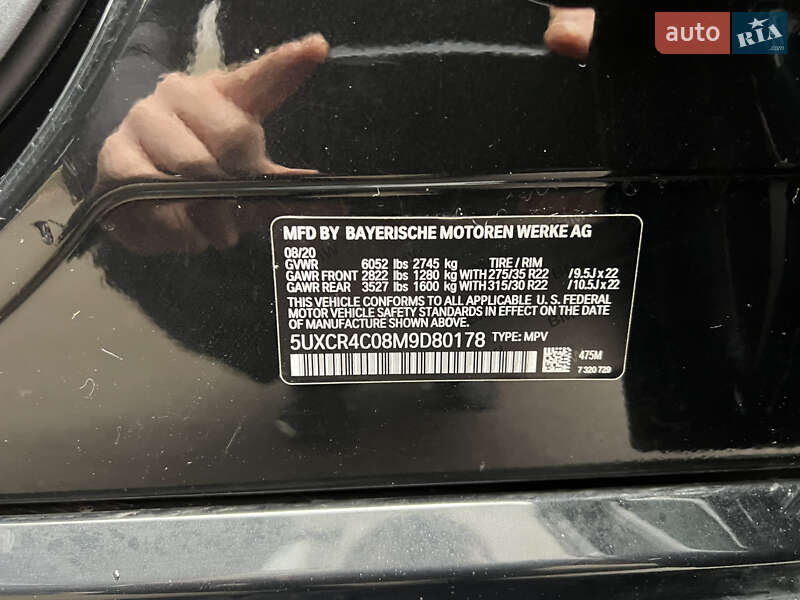 auto RIA
.com
MFD BY BAYERISCHE MOTOREN WERKE AG
08/20
GVWR 6052 lbs 2745 kg TIRE / RIM
GAWR FRONT 2822 lbs 1280 kg WITH 275/35 R22 /9.5Jx22
GAWR REAR 3527 lbs 1600 kg WITH 315/30 R22 /10.5Jx22
THIS VEHICLE CONFORMS TO ALL APPLICABLE U. S. FEDERAL
MOTOR VEHICLE SAFETY STANDARDS IN EFFECT ON THE DATE
OF MANUFACTURE SHOWN ABOVE.
5UXCR4C08M9D80178 TYPE: MPV
475M
7 320 729